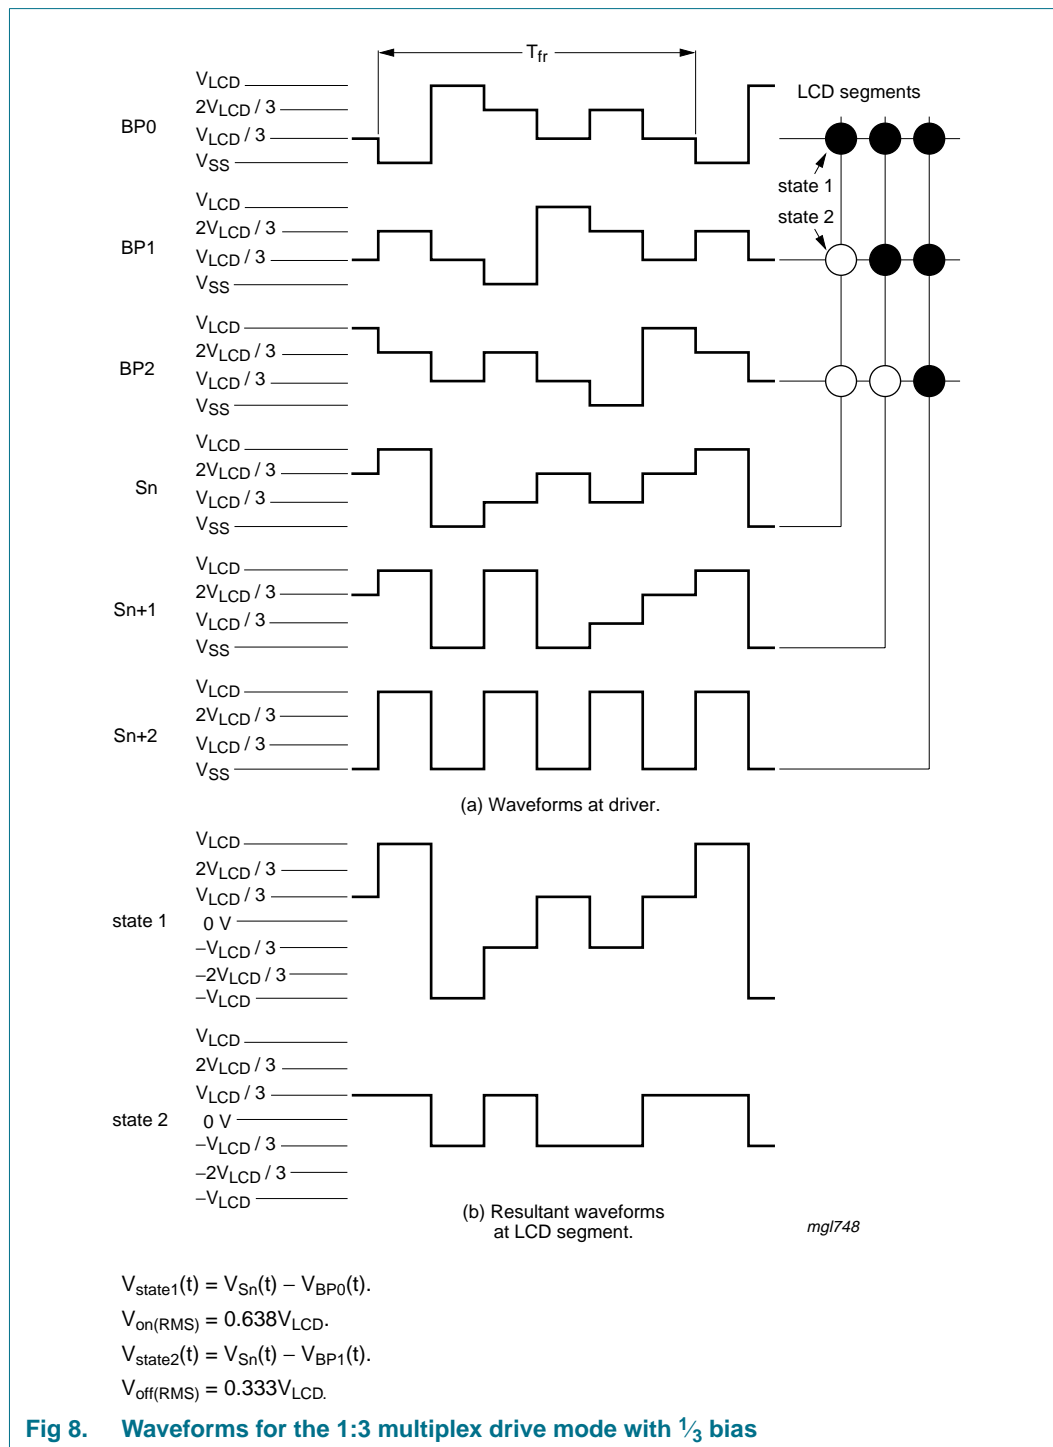 Tfr
VLCD
2VLCD / 3
BP0
VLCD / 3
VSS
LCD segments
state 1
VLCD
2VLCD / 3
BP1
VLCD / 3
VSS
state 2
VLCD
2VLCD / 3
BP2
VLCD / 3
VSS
VLCD
2VLCD / 3
Sn
VLCD / 3
VSS
VLCD
2VLCD / 3
Sn+1
VLCD / 3
VSS
VLCD
2VLCD / 3
Sn+2
VLCD / 3
VSS
(a) Waveforms at driver.
VLCD
2VLCD / 3
VLCD / 3
state 1
0 V
−VLCD / 3
−2VLCD / 3
−VLCD
VLCD
2VLCD / 3
VLCD / 3
state 2
0 V
−VLCD / 3
−2VLCD / 3
−VLCD
(b) Resultant waveforms
at LCD segment.
mgl748
Vstate1(t) = VSn(t) − VBP0(t).
Von(RMS) = 0.638VLCD.
Vstate2(t) = VSn(t) − VBP1(t).
Voff(RMS) = 0.333VLCD.
Fig 8. Waveforms for the 1:3 multiplex drive mode with 1⁄3 bias